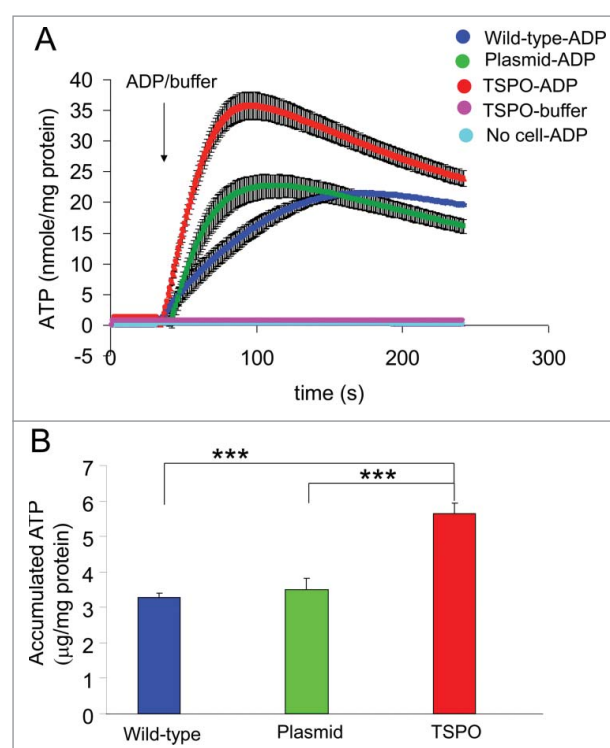 A
Wild-type-ADP
Plasmid-ADP
TSPO-ADP
TSPO-buffer
No cell-ADP
ADP/buffer
40
35
30
25
20
15
10
5
0
-5
ATP (nmole/mg protein)
0 100 200 300
time (s)
B
*** 
***
7
6
5
4
3
2
1
0
Accumulated ATP
(μg/mg protein)
Wild-type Plasmid TSPO